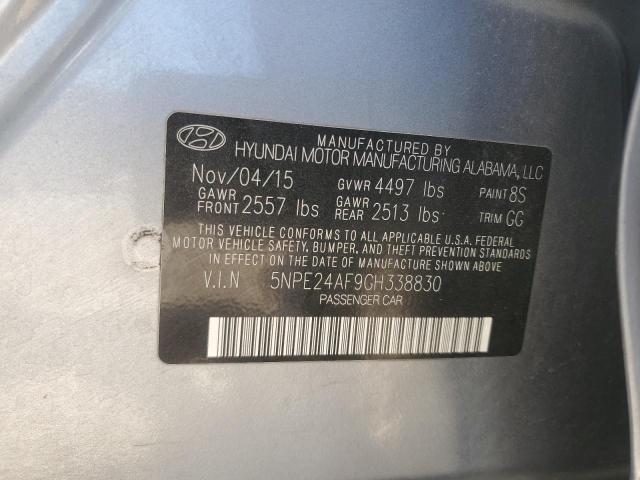 MANUFACTURED BY
HYUNDAI MOTOR MANUFACTURING ALABAMA, LLC
Nov/04/15 GVWR 4497 lbs PAINT 8S
GAWR FRONT 2557 lbs GAWR REAR 2513 lbs TRIM GG
THIS VEHICLE CONFORMS TO ALL APPLICABLE U.S.A. FEDERAL
MOTOR VEHICLE SAFETY, BUMPER, AND THEFT PREVENTION STANDARDS
IN EFFECT ON THE DATE OF MANUFACTURE SHOWN ABOVE.
V.I.N 5NPE24AF9GH338830
PASSENGER CAR